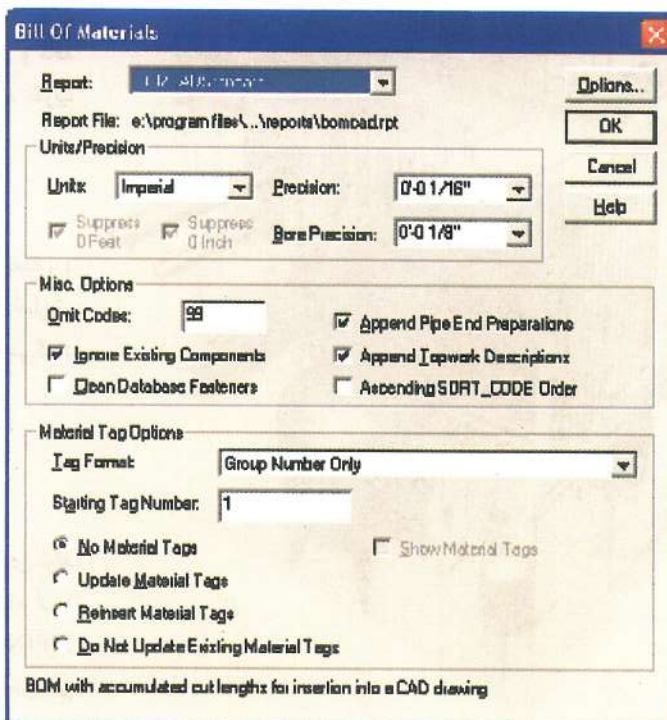 Bill Of Materials
Report:
Options...
Report File: e:\program files\...\reports\bomcad.rpt
OK
Units/Precision
Cancel
Units: Imperial Precision: 0'-0 1/16"
Help
Suppress 0 Feet Suppress 0 Inch Bore Precision: 0'-0 1/8"
Misc. Options
Omit Codes: 99
Append Pipe End Preparations
Ignore Existing Components
Append Tapwork Descriptions
Clean Database Fasteners
Ascending SORT_CODE Order
Material Tag Options
Tag Format: Group Number Only
Starting Tag Number: 1
No Material Tags
Show Material Tags
Update Material Tags
Reinsert Material Tags
Do Not Update Existing Material Tags
BOM with accumulated cut lengths for insertion into a CAD drawing